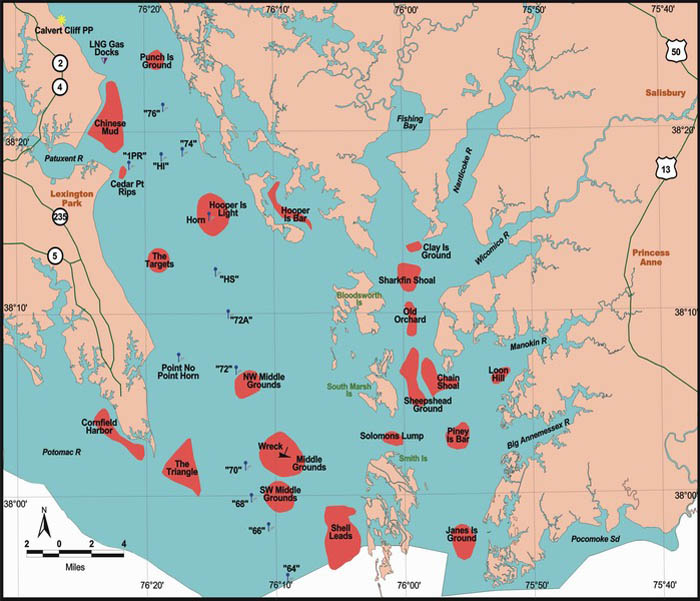 76°20'
76°10'
76°00'
75°50'
75°40'
Calvert Cliff PP
LNG Gas
Docks
Punch Is
Ground
50
2
4
Salisbury
"76"
Chinese
Mud
Fishing
Bay
38°20'
38°20'
"74"
"1PR"
"HI"
Patuxent R
Nanticoke R
13
Cedar Pt
Rips
Lexington
Park
Hooper Is
Light
Horn
Hooper
Is Bar
235
Wicomico R
Clay Is
Ground
5
The
Targets
Princess
Anne
"HS"
Sharkfin Shoal
Bloodsworth
Is
38°10'
38°10'
"72A"
Old
Orchard
Manokin R
Point No
Point Horn
"72"
NW Middle
Grounds
Chain
Shoal
Loon
Hill
South Marsh
Is
Sheepshead
Ground
Cornfield
Harbor
Solomons Lump
Piney
Is Bar
Big Annemessex R
Potomac R
Wreck
Middle
Grounds
The
Triangle
"70"
Smith Is
38°00'
38°00'
SW Middle
Grounds
"68"
N
"66"
Shell
Leads
Janes Is
Ground
Pocomoke Sd
2 0 2 4
Miles
"64"
76°20'
76°10'
76°00'
75°50'
75°40'